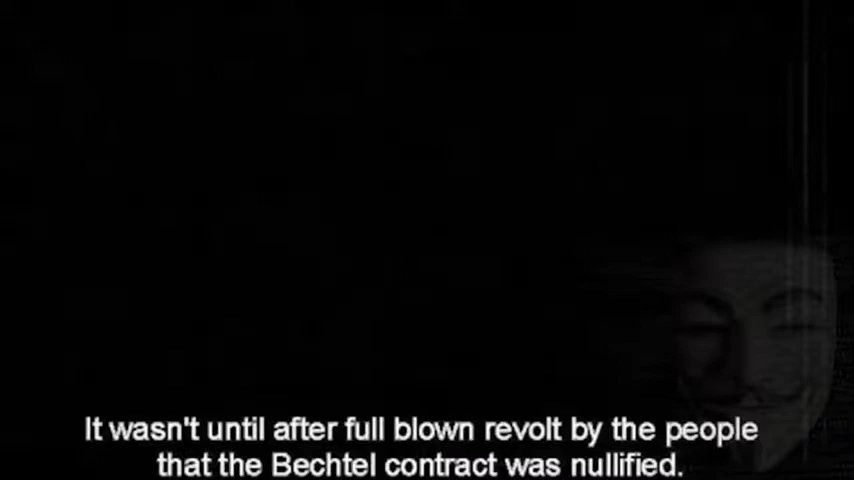 It wasn't until after full blown revolt by the people
that the Bechtel contract was nullified.